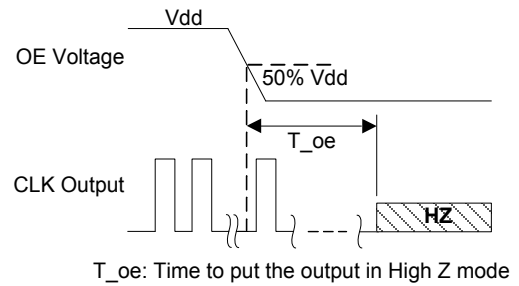 Vdd
OE Voltage
50% Vdd
T_oe
CLK Output
HZ
T_oe: Time to put the output in High Z mode